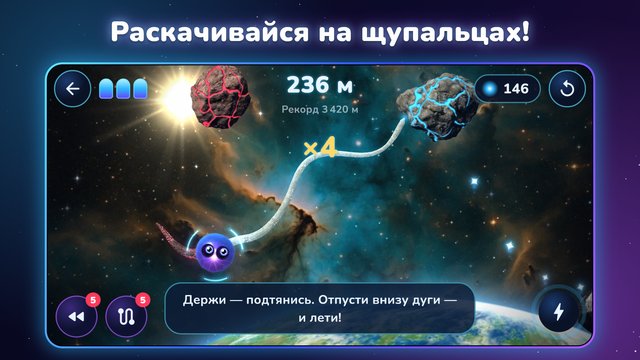 Раскачивайся на щупальцах!
236 м
146
Рекорд 3 420 м
×4
5
5
Держи — подтянись. Отпусти внизу дуги —
и лети!